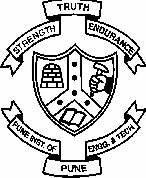 TRUTH
STRENGTH
ENDURANCE
PUNE INST. OF
ENGG. & TECH
PUNE